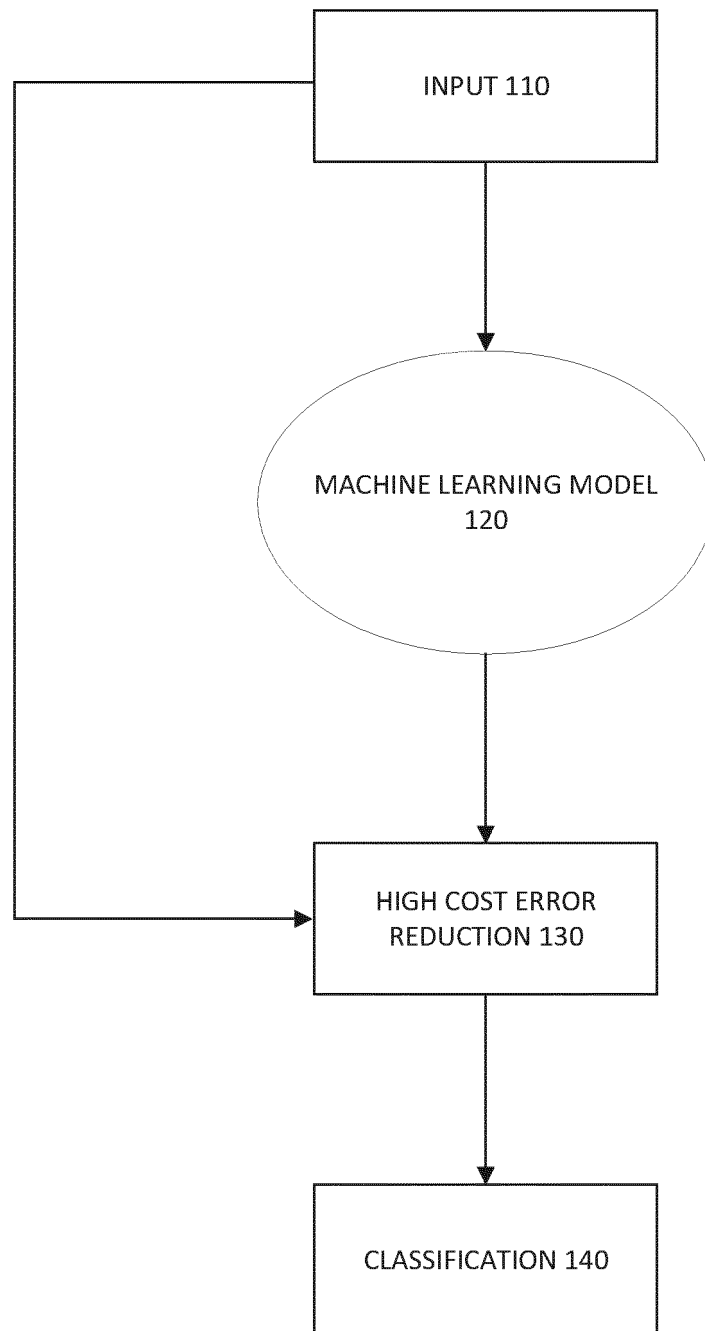 INPUT 110
MACHINE LEARNING MODEL
120
HIGH COST ERROR
REDUCTION 130
CLASSIFICATION 140